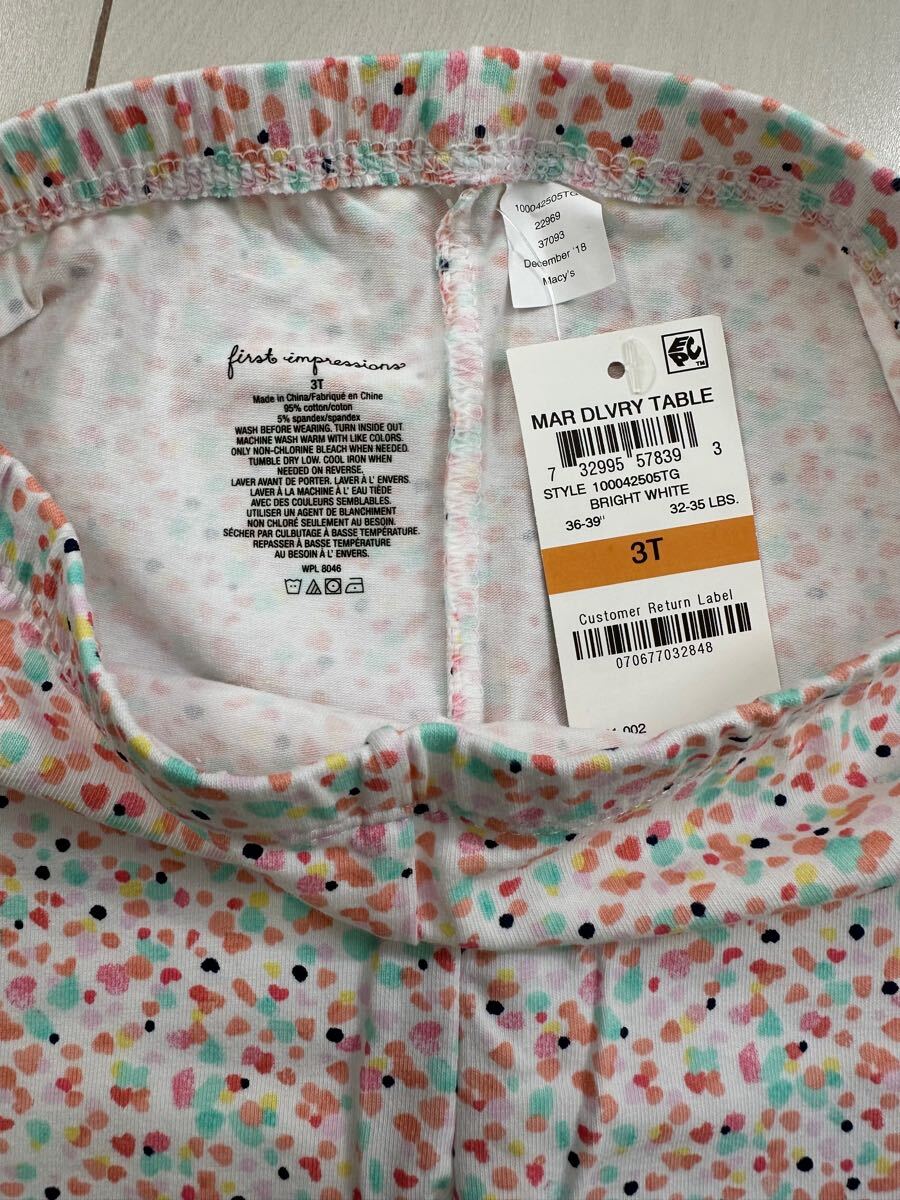 100042505TG
22969
37093
December '18
Macy's
first impressions
3T
Made in China/Fabriqué en Chine
95% cotton/coton
5% spandex/spandex
WASH BEFORE WEARING. TURN INSIDE OUT.
MACHINE WASH WARM WITH LIKE COLORS.
ONLY NON-CHLORINE BLEACH WHEN NEEDED.
TUMBLE DRY LOW. COOL IRON WHEN
NEEDED ON REVERSE.
LAVER AVANT DE PORTER. LAVER À L' ENVERS.
LAVER À LA MACHINE À L' EAU TIÈDE
AVEC DES COULEURS SEMBLABLES.
UTILISER UN AGENT DE BLANCHIMENT
NON CHLORÉ SEULEMENT AU BESOIN.
SÉCHER PAR CULBUTAGE À BASSE TEMPÉRATURE.
REPASSER À BASSE TEMPÉRATURE
AU BESOIN À L' ENVERS.
WPL 8046
EPC TM
MAR DLVRY TABLE
7 32995 57839 3
STYLE 100042505TG
BRIGHT WHITE
36-39" 32-35 LBS.
3T
Customer Return Label
070677032848
002